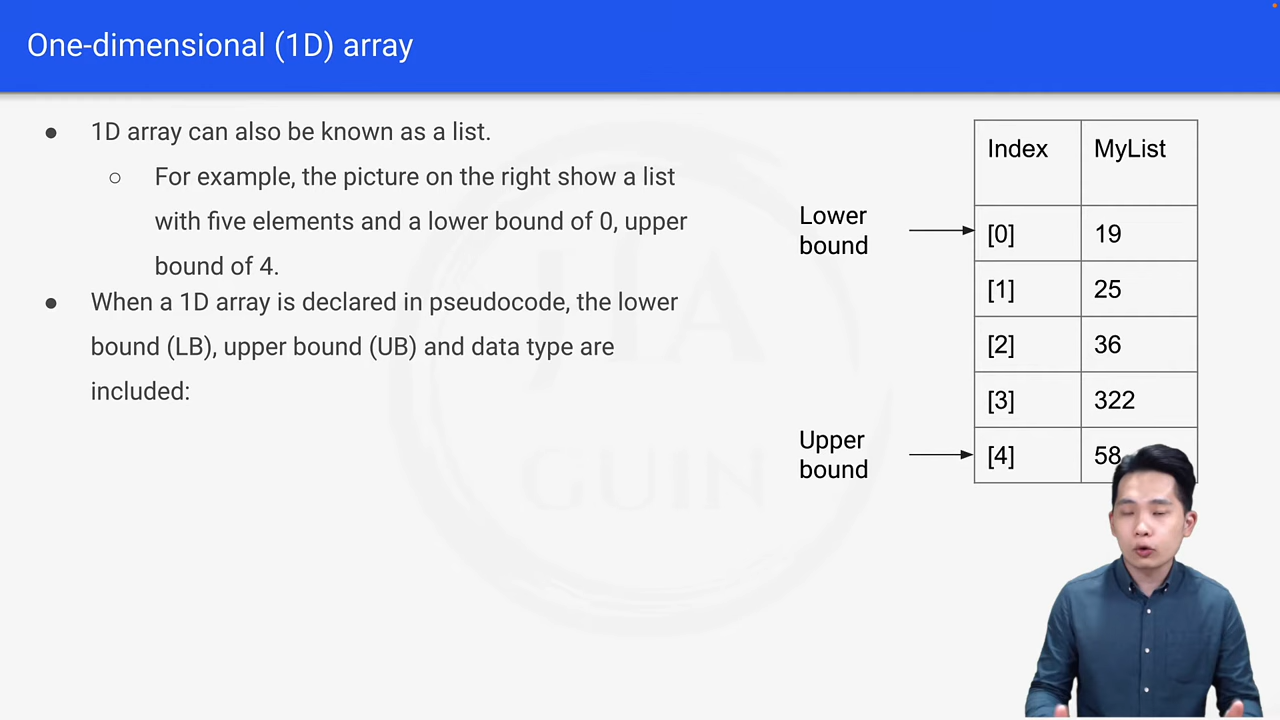 One-dimensional (1D) array
● 1D array can also be known as a list.
○ For example, the picture on the right show a list
with five elements and a lower bound of 0, upper
bound of 4.
● When a 1D array is declared in pseudocode, the lower
bound (LB), upper bound (UB) and data type are
included:
Index MyList
Lower
bound
[0] 19
[1] 25
[2] 36
[3] 322
Upper
bound
[4] 58
JIA
GUIN